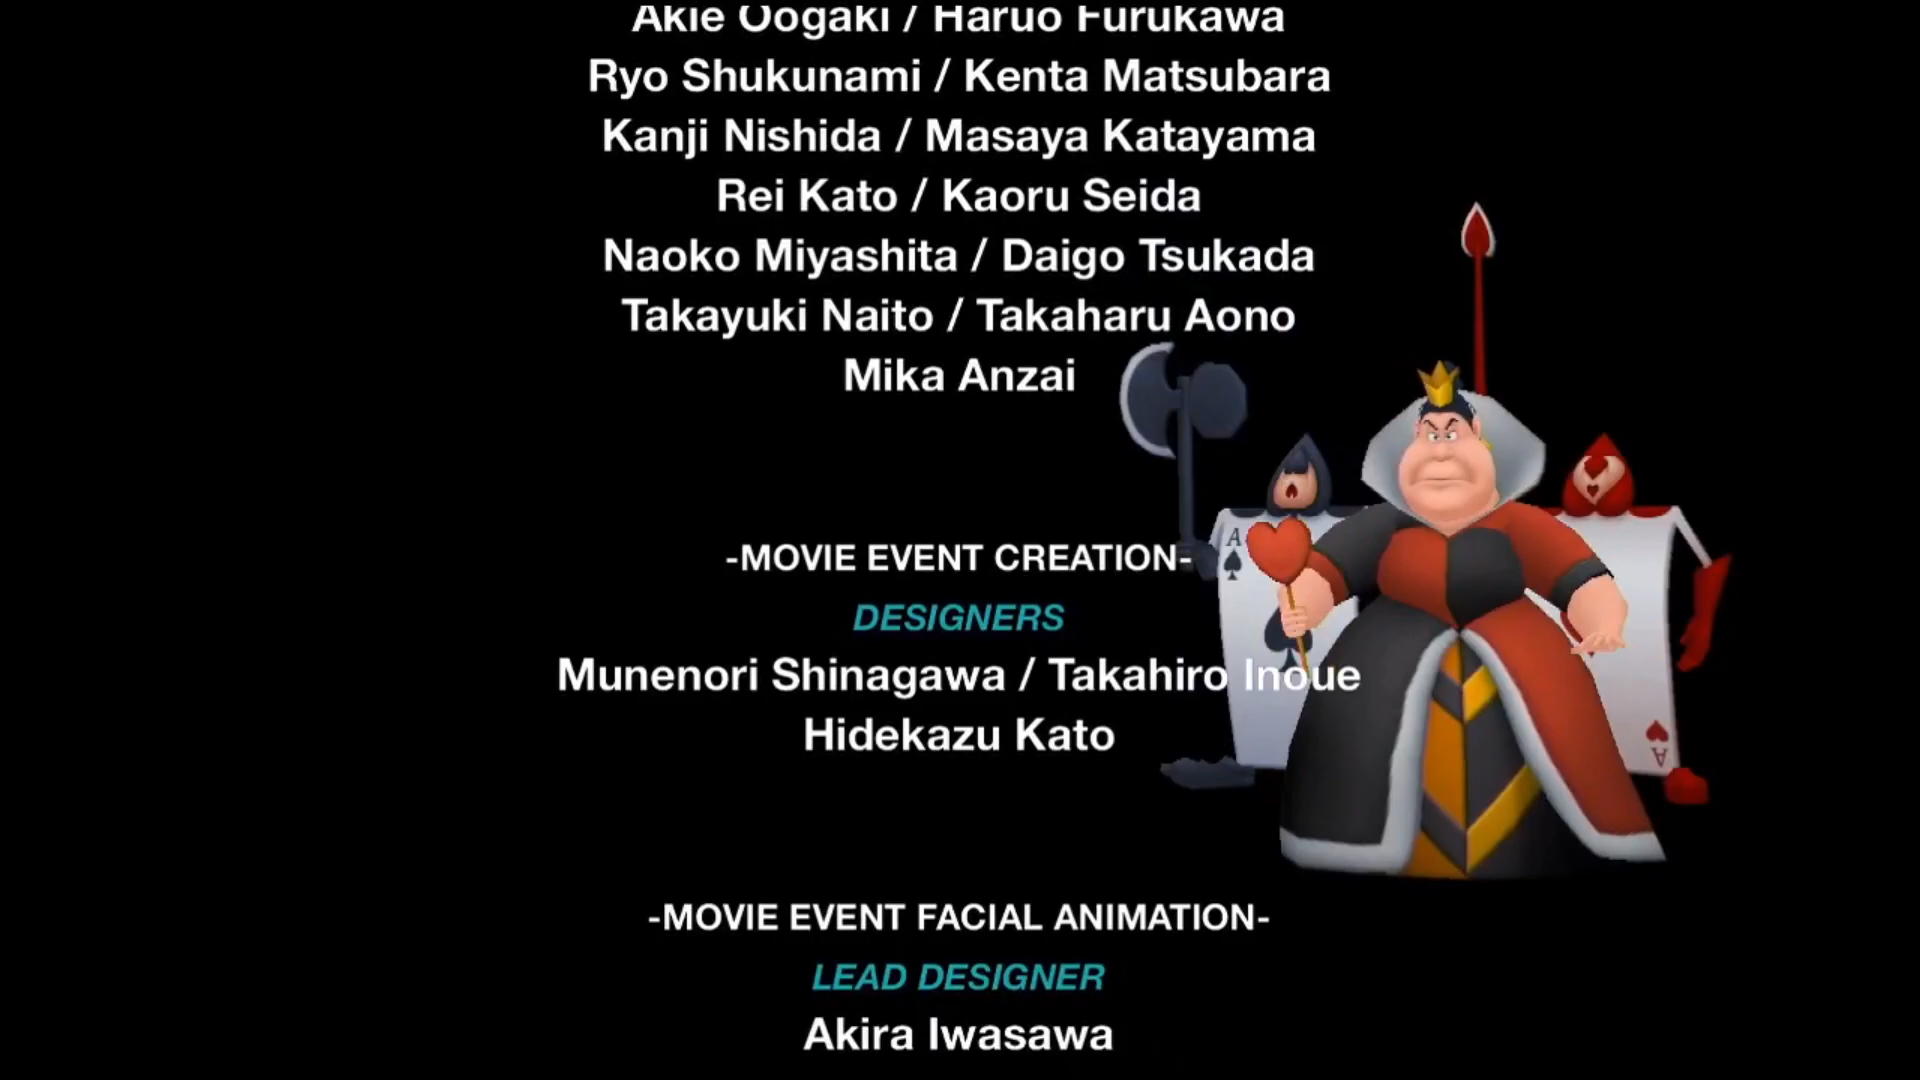 Akie Oogaki / Haruo Furukawa
Ryo Shukunami / Kenta Matsubara
Kanji Nishida / Masaya Katayama
Rei Kato / Kaoru Seida
Naoko Miyashita / Daigo Tsukada
Takayuki Naito / Takaharu Aono
Mika Anzai
-MOVIE EVENT CREATION-
DESIGNERS
Munenori Shinagawa / Takahiro Inoue
Hidekazu Kato
-MOVIE EVENT FACIAL ANIMATION-
LEAD DESIGNER
Akira Iwasawa
A
A